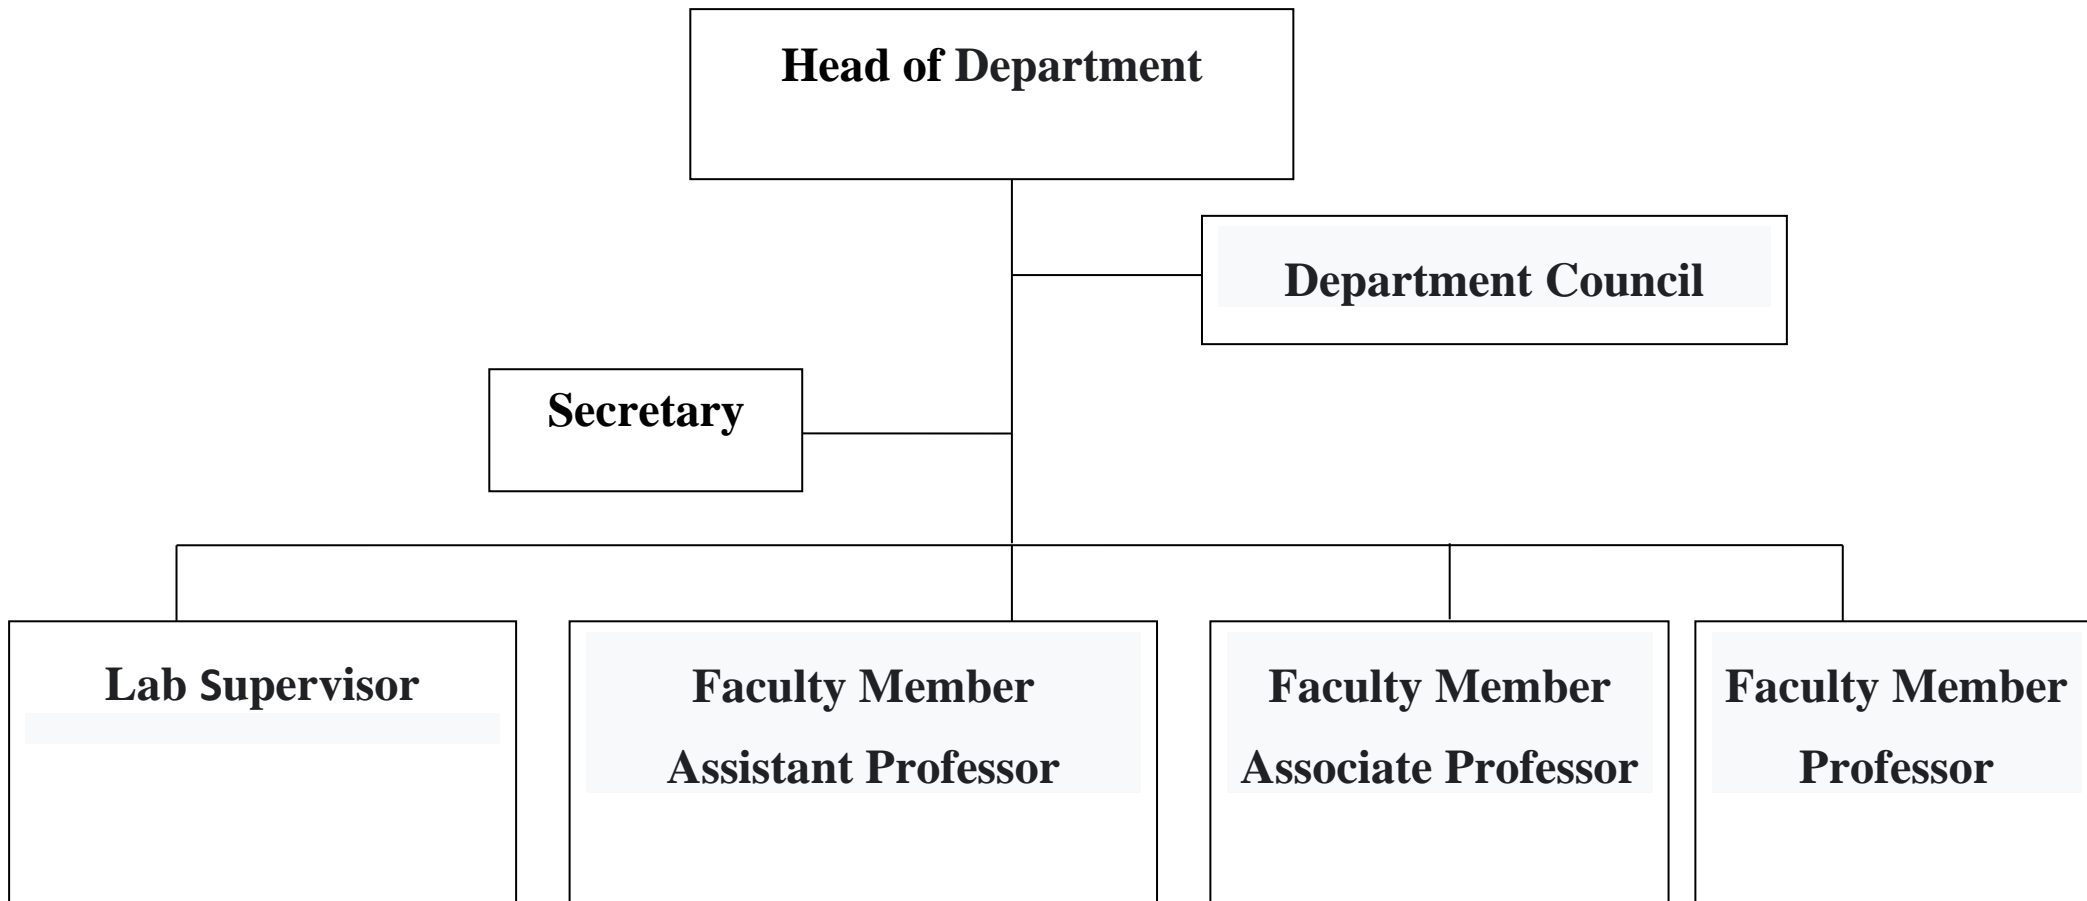 Head of Department
Department Council
Secretary
Lab Supervisor
Faculty Member
Assistant Professor
Faculty Member
Associate Professor
Faculty Member
Professor